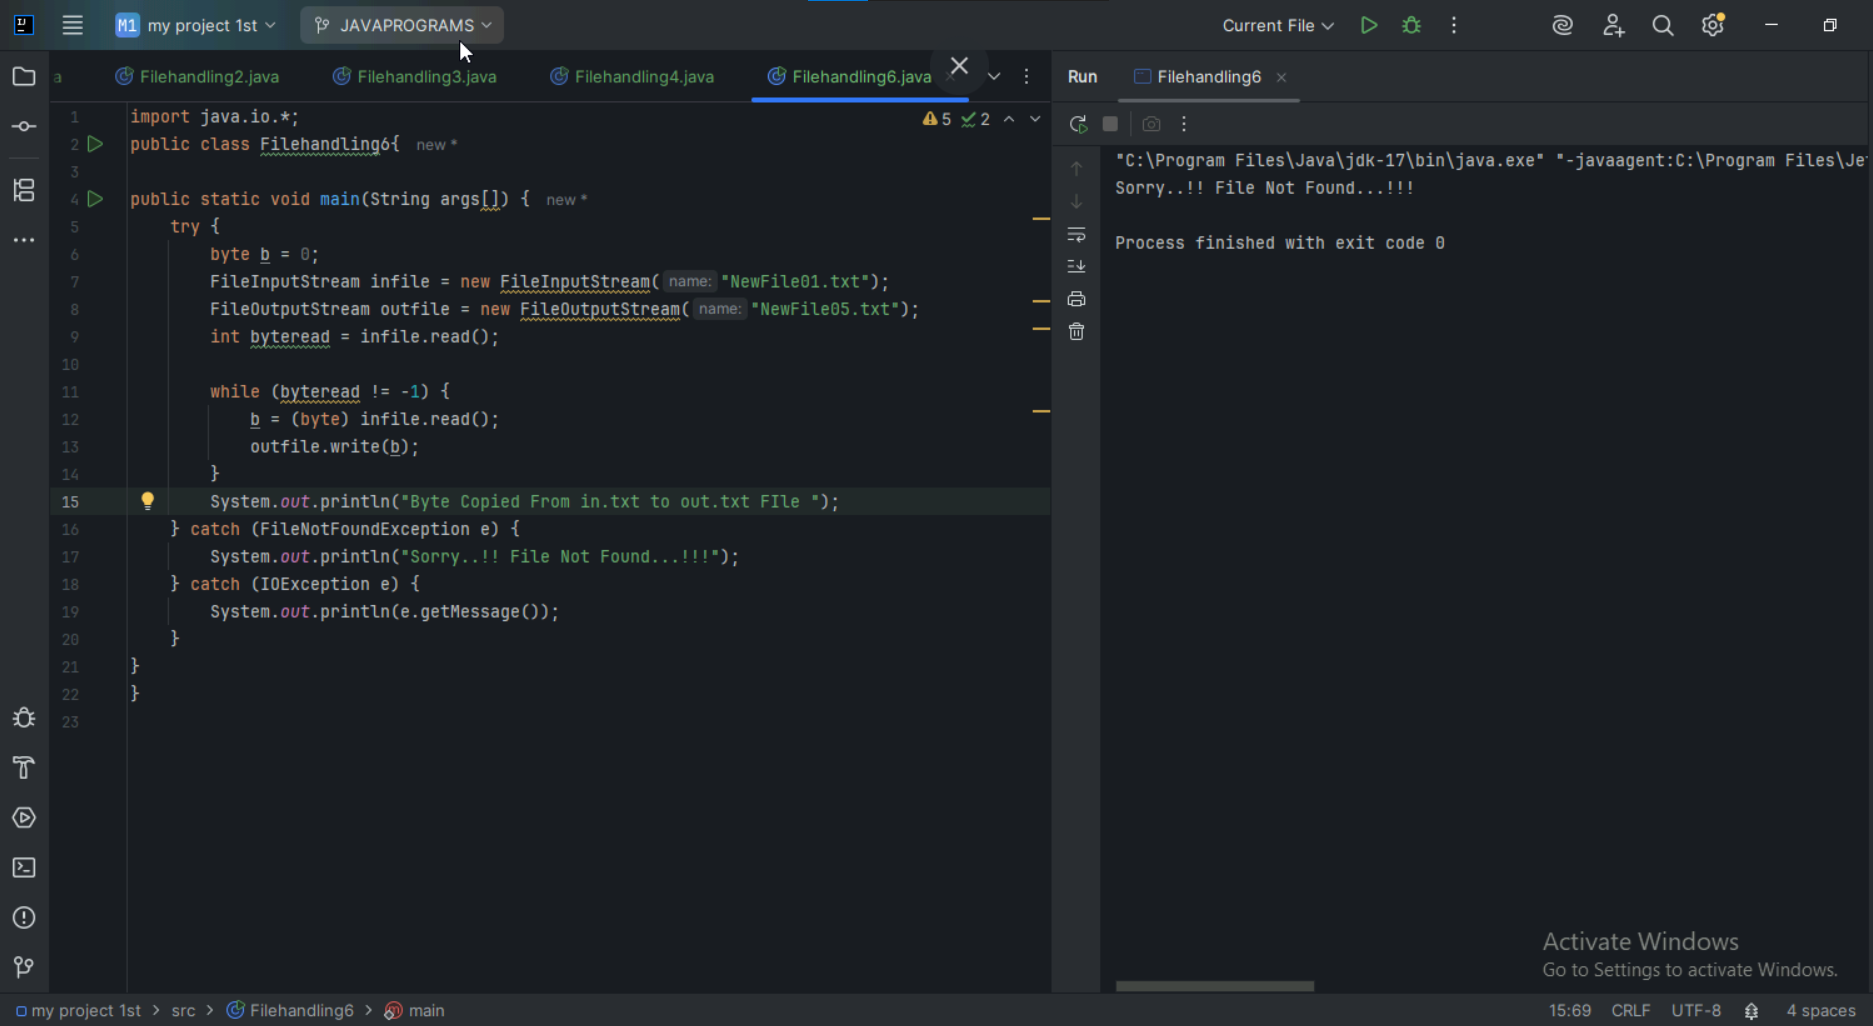 M1 my project 1st JAVAPROGRAMS Current File
a Filehandling2.java Filehandling3.java Filehandling4.java Filehandling6.java
Run Filehandling6
5 2
1 import java.io.*;
2 public class Filehandling6{ new *
3
4 public static void main(String args[]) { new *
5 try {
6 byte b = 0;
7 FileInputStream infile = new FileInputStream( name: "NewFile01.txt");
8 FileOutputStream outfile = new FileOutputStream( name: "NewFile05.txt");
9 int byteread = infile.read();
10
11 while (byteread != -1) {
12 b = (byte) infile.read();
13 outfile.write(b);
14 }
15 System.out.println("Byte Copied From in.txt to out.txt FIle ");
16 } catch (FileNotFoundException e) {
17 System.out.println("Sorry..!! File Not Found...!!!");
18 } catch (IOException e) {
19 System.out.println(e.getMessage());
20 }
21 }
22 }
23
"C:\Program Files\Java\jdk-17\bin\java.exe" "-javaagent:C:\Program Files\Je
Sorry..!! File Not Found...!!!
Process finished with exit code 0
Activate Windows
Go to Settings to activate Windows.
my project 1st > src > Filehandling6 > main
15:69 CRLF UTF-8 4 spaces